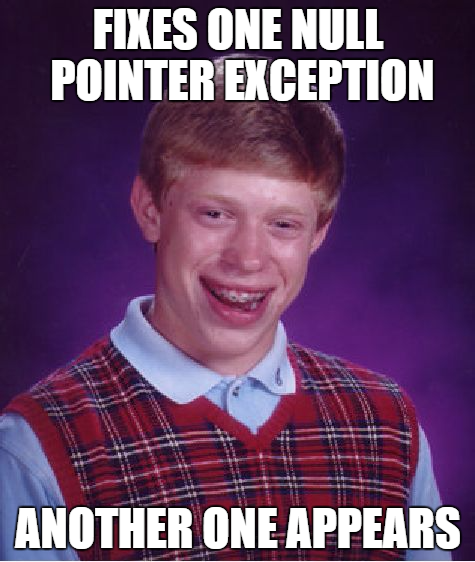 FIXES ONE NULL
POINTER EXCEPTION
ANOTHER ONE APPEARS